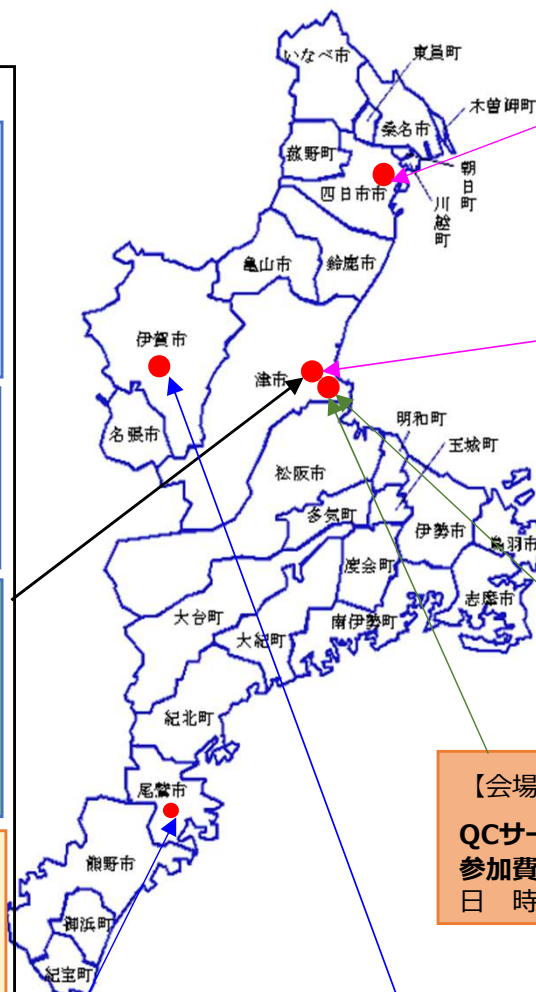 いなべ市
東員町
木曽岬町
桑名市
菰野町
朝日町
四日市市
川越町
亀山市
鈴鹿市
伊賀市
津市
名張市
明和町
玉城町
松阪市
多気町
伊勢市
鳥羽市
度会町
志摩市
大台町
南伊勢町
大紀町
紀北町
尾鷲市
熊野市
御浜町
紀宝町
【会場
QCサー
参加費
日　時